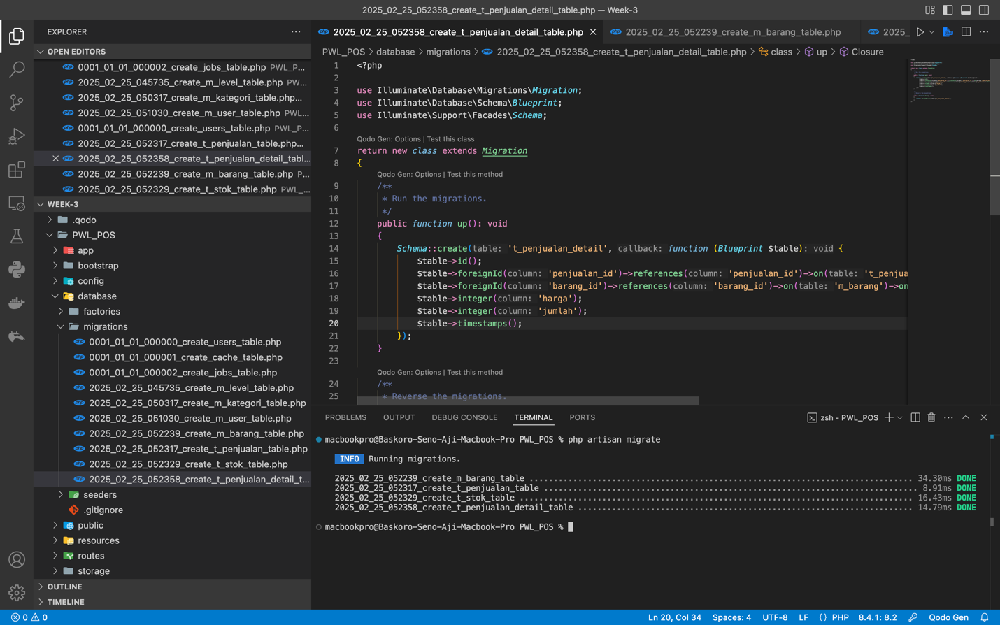 2025_02_25_052358_create_t_penjualan_detail_table.php — Week-3
EXPLORER
OPEN EDITORS
0001_01_01_000002_create_jobs_table.php PWL_P...
2025_02_25_045735_create_m_level_table.php PW...
2025_02_25_050317_create_m_kategori_table.php...
2025_02_25_051030_create_m_user_table.php PWL...
0001_01_01_000000_create_users_table.php PWL_P...
2025_02_25_052317_create_t_penjualan_table.php...
2025_02_25_052358_create_t_penjualan_detail_tabl...
2025_02_25_052239_create_m_barang_table.php P...
2025_02_25_052329_create_t_stok_table.php PWL_...
WEEK-3
.qodo
PWL_POS
app
bootstrap
config
database
factories
migrations
0001_01_01_000000_create_users_table.php
0001_01_01_000001_create_cache_table.php
0001_01_01_000002_create_jobs_table.php
2025_02_25_045735_create_m_level_table.php
2025_02_25_050317_create_m_kategori_table.php
2025_02_25_051030_create_m_user_table.php
2025_02_25_052239_create_m_barang_table.php
2025_02_25_052317_create_t_penjualan_table.php
2025_02_25_052329_create_t_stok_table.php
2025_02_25_052358_create_t_penjualan_detail_t...
seeders
.gitignore
public
resources
routes
storage
OUTLINE
TIMELINE
2025_02_25_052358_create_t_penjualan_detail_table.php 2025_02_25_052239_create_m_barang_table.php 2025_
PWL_POS > database > migrations > 2025_02_25_052358_create_t_penjualan_detail_table.php > class > up > Closure
1 <?php
2
3 use Illuminate\Database\Migrations\Migration;
4 use Illuminate\Database\Schema\Blueprint;
5 use Illuminate\Support\Facades\Schema;
6
Qodo Gen: Options | Test this class
7 return new class extends Migration
8 {
Qodo Gen: Options | Test this method
9 /**
10 * Run the migrations.
11 */
12 public function up(): void
13 {
14 Schema::create(table: 't_penjualan_detail', callback: function (Blueprint $table): void {
15 $table->id();
16 $table->foreignId(column: 'penjualan_id')->references(column: 'penjualan_id')->on(table: 't_penjua
17 $table->foreignId(column: 'barang_id')->references(column: 'barang_id')->on(table: 'm_barang')->on
18 $table->integer(column: 'harga');
19 $table->integer(column: 'jumlah');
20 $table->timestamps();
21 });
22 }
23
Qodo Gen: Options | Test this method
24 /**
25 * Reverse the migrations.
PROBLEMS OUTPUT DEBUG CONSOLE TERMINAL PORTS zsh - PWL_POS
macbookpro@Baskoro-Seno-Aji-Macbook-Pro PWL_POS % php artisan migrate
INFO Running migrations.
2025_02_25_052239_create_m_barang_table ........ 34.30ms DONE
2025_02_25_052317_create_t_penjualan_table ........ 8.91ms DONE
2025_02_25_052329_create_t_stok_table ........ 16.43ms DONE
2025_02_25_052358_create_t_penjualan_detail_table ........ 14.79ms DONE
macbookpro@Baskoro-Seno-Aji-Macbook-Pro PWL_POS %
0 0 Ln 20, Col 34 Spaces: 4 UTF-8 LF {} PHP 8.4.1: 8.2 Qodo Gen